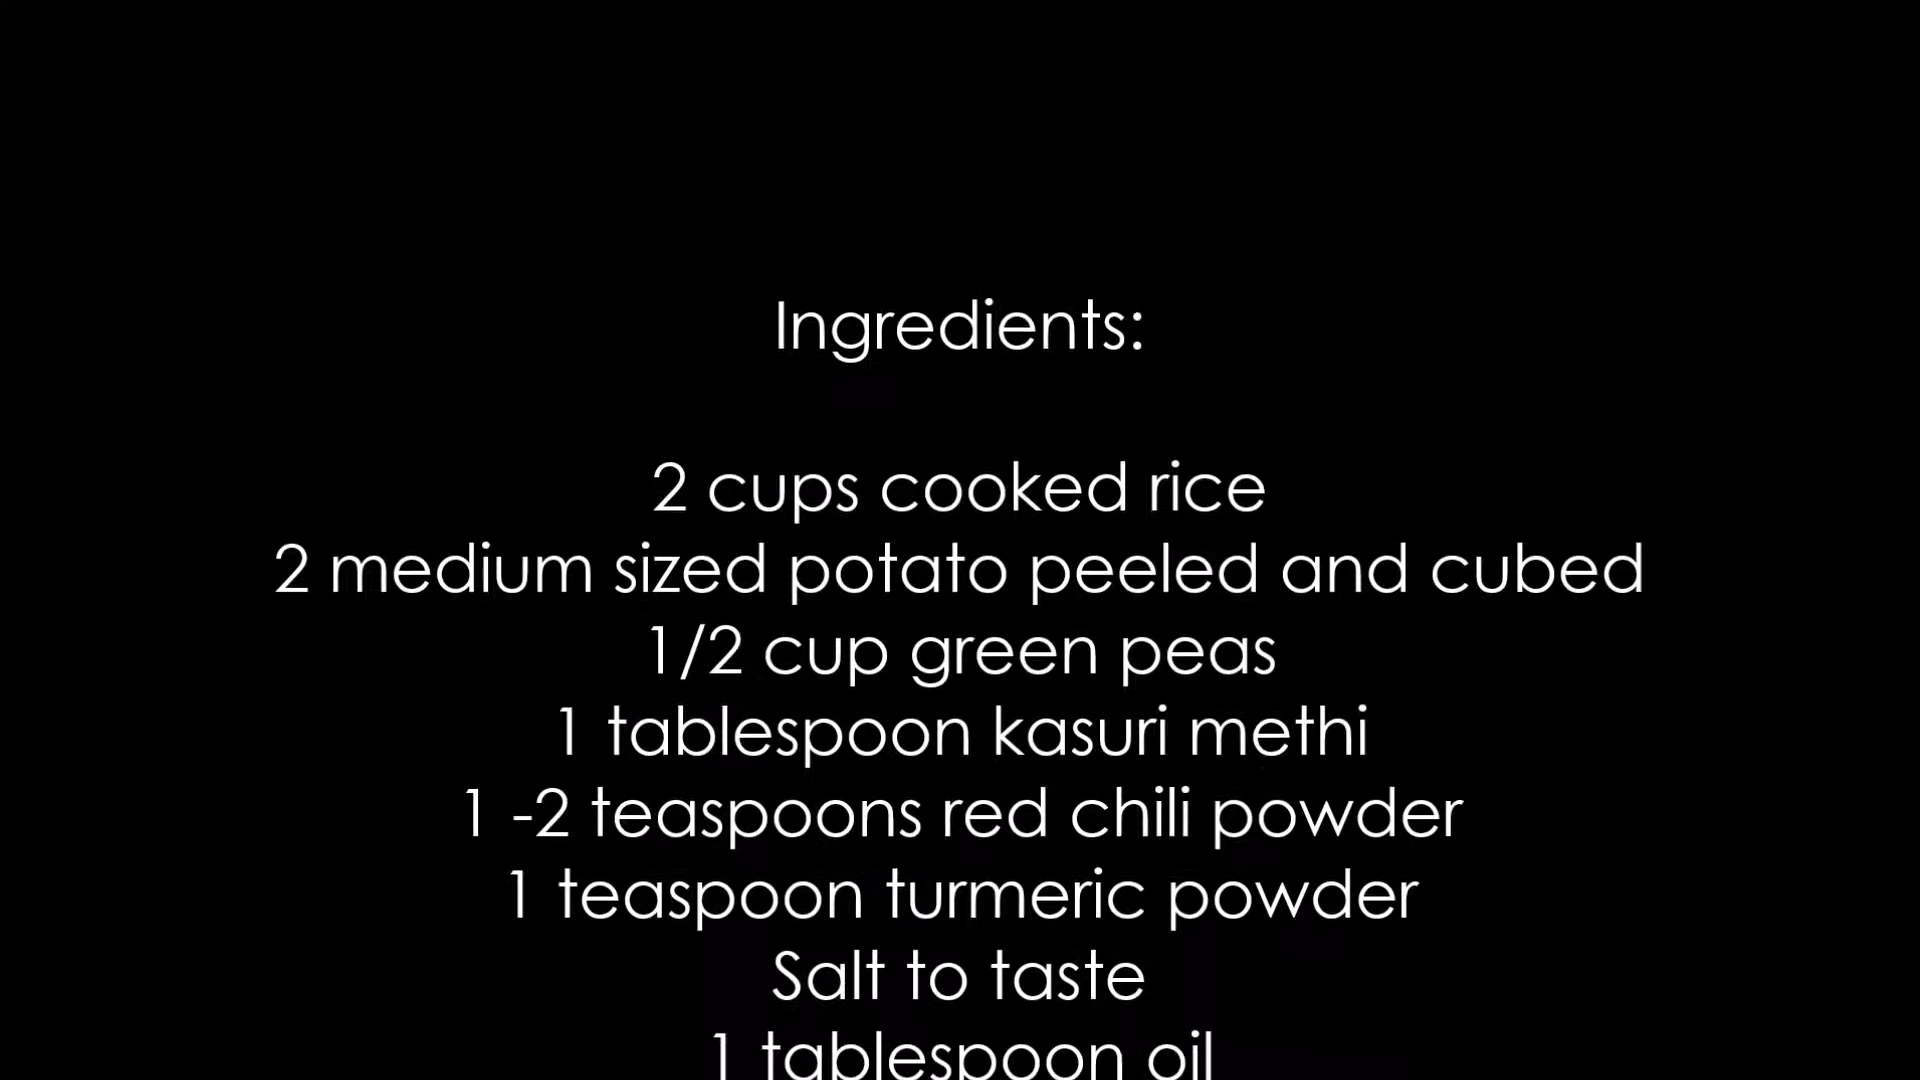 Ingredients:
2 cups cooked rice
2 medium sized potato peeled and cubed
1/2 cup green peas
1 tablespoon kasuri methi
1 -2 teaspoons red chili powder
1 teaspoon turmeric powder
Salt to taste
1 tablespoon oil